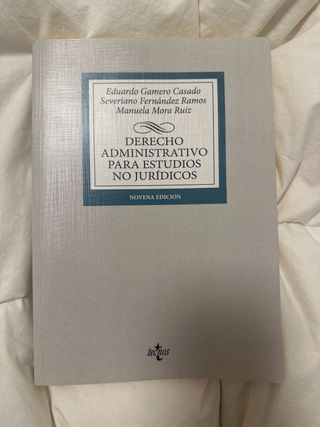 Eduardo Gamero Casado
Severiano Fernández Ramos
Manuela Mora Ruiz
DERECHO
ADMINISTRATIVO
PARA ESTUDIOS
NO JURÍDICOS
NOVENA EDICIÓN
tecnos